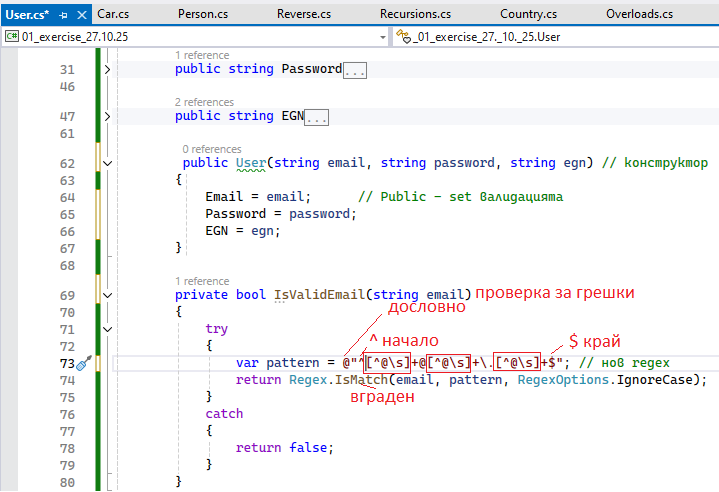 User.cs* Car.cs Person.cs Reverse.cs Recursions.cs Country.cs Overloads.cs
C# 01_exercise_27.10.25 _01_exercise_27._10._25.User
1 reference
31 public string Password...
46
2 references
47 public string EGN...
61
0 references
62 public User(string email, string password, string egn) // конструктор
63 {
64 Email = email; // Public - set валидацията
65 Password = password;
66 EGN = egn;
67 }
68
1 reference
69 private bool IsValidEmail(string email) проверка за грешки
70 { дословно
71 try ^ начало $ край
72 {
73 var pattern = @"^[^@\s]+@[^@\s]+\.[^@\s]+$"; // нов regex
74 return Regex.IsMatch(email, pattern, RegexOptions.IgnoreCase);
75 } вграден
76 catch
77 {
78 return false;
79 }
80 }